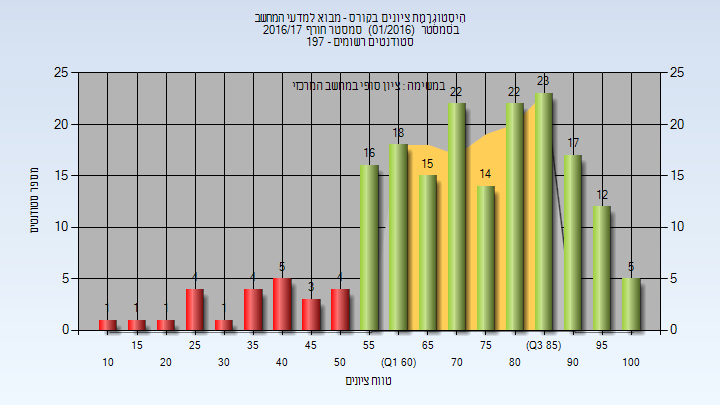 היסטוגרמת ציונים בקורס - מבוא למדעי המחשב
בסמסטר (01/2016) סמסטר חורף 2016/17
סטודנטים רשומים - 197
במשימה : ציון סופי במחשב המרכזי
מספר סטודנטים
25 25
20 20
15 15
10 10
5 5
0 0
1 1 1 4 1 4 5 3 4 16 18 15 22 14 22 23 17 12 5
15 25 35 45 55 65 75 (Q3 85) 95
10 20 30 40 50 (Q1 60) 70 80 90 100
טווח ציונים